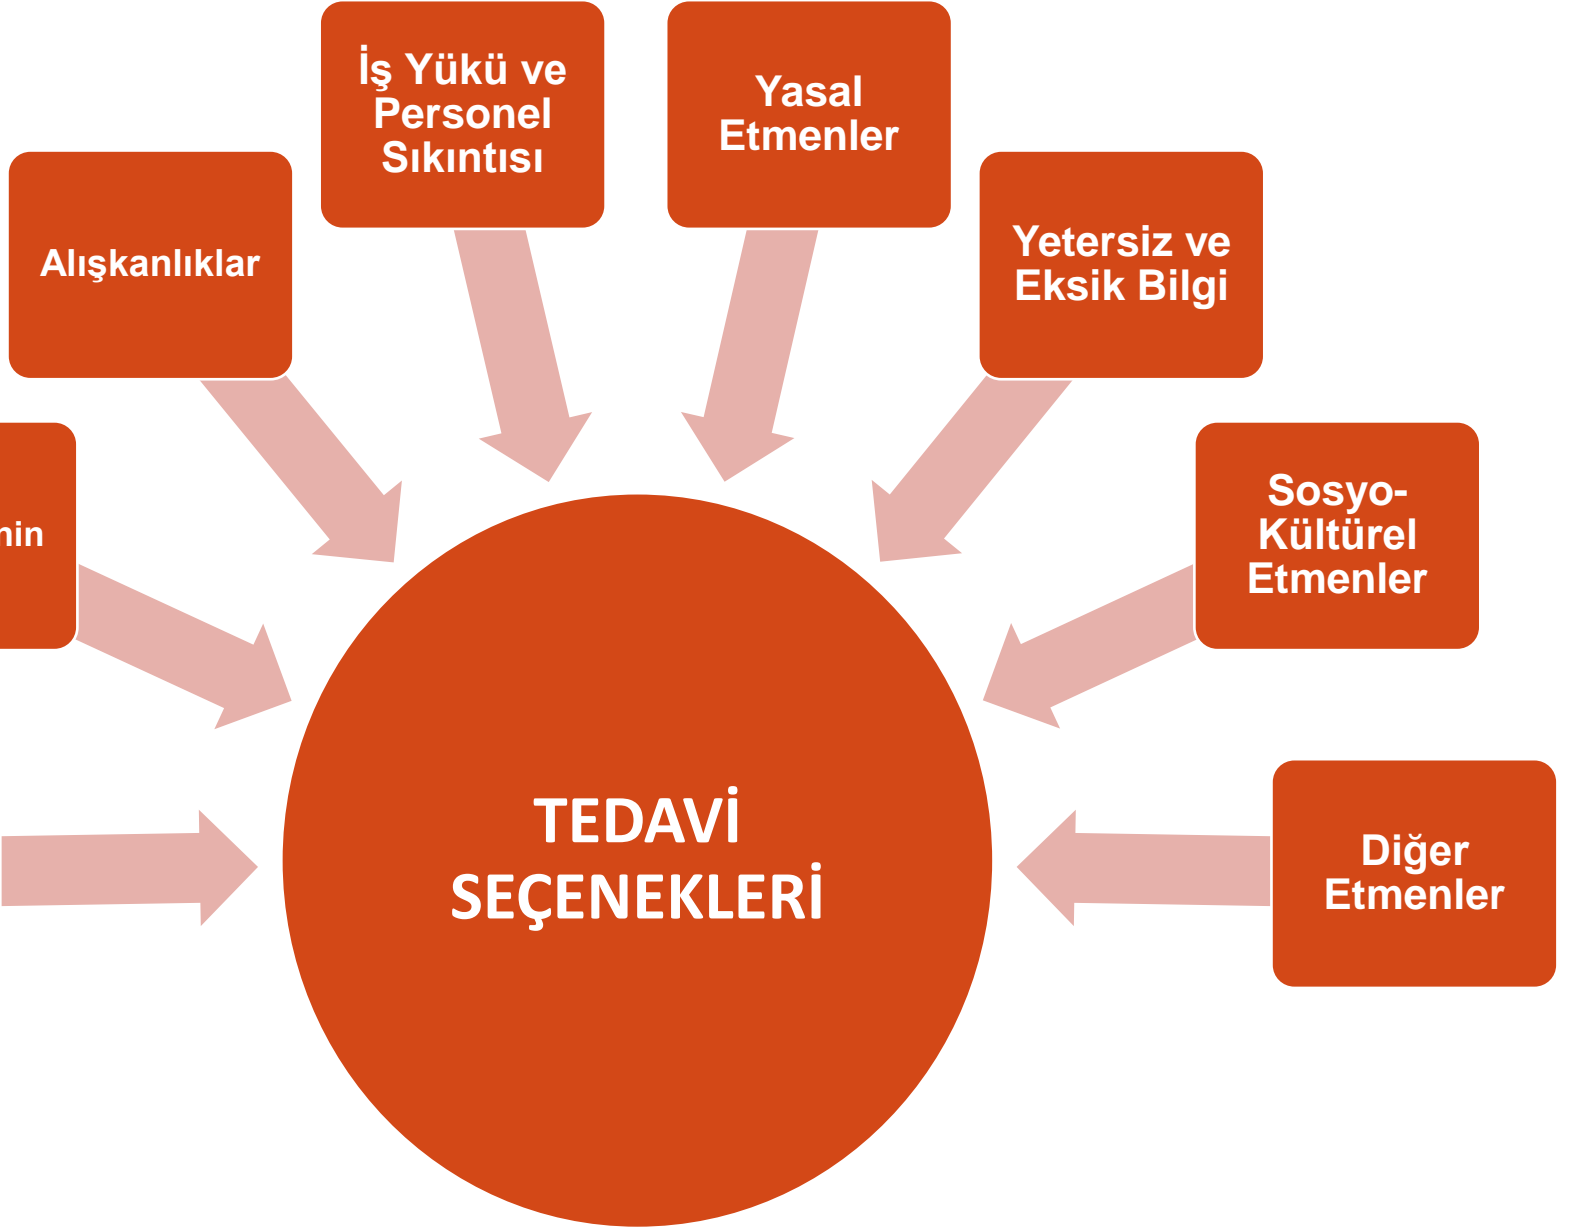 İş Yükü ve
Personel
Sıkıntısı
Yasal
Etmenler
Alışkanlıklar
Yetersiz ve
Eksik Bilgi
Sosyo-
Kültürel
Etmenler
TEDAVİ
SEÇENEKLERİ
Diğer
Etmenler